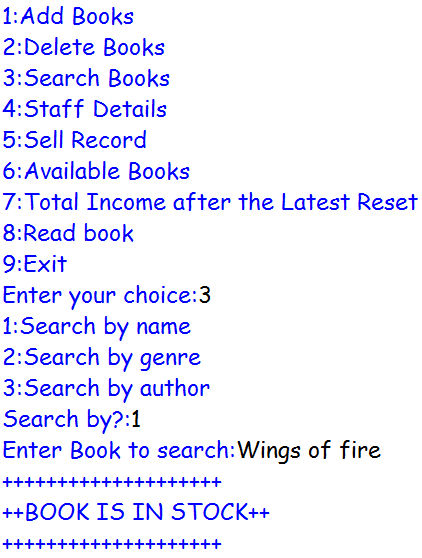 1:Add Books
2:Delete Books
3:Search Books
4:Staff Details
5:Sell Record
6:Available Books
7:Total Income after the Latest Reset
8:Read book
9:Exit
Enter your choice:3
1:Search by name
2:Search by genre
3:Search by author
Search by?:1
Enter Book to search:Wings of fire
++++++++++++++++++++
++BOOK IS IN STOCK++
++++++++++++++++++++